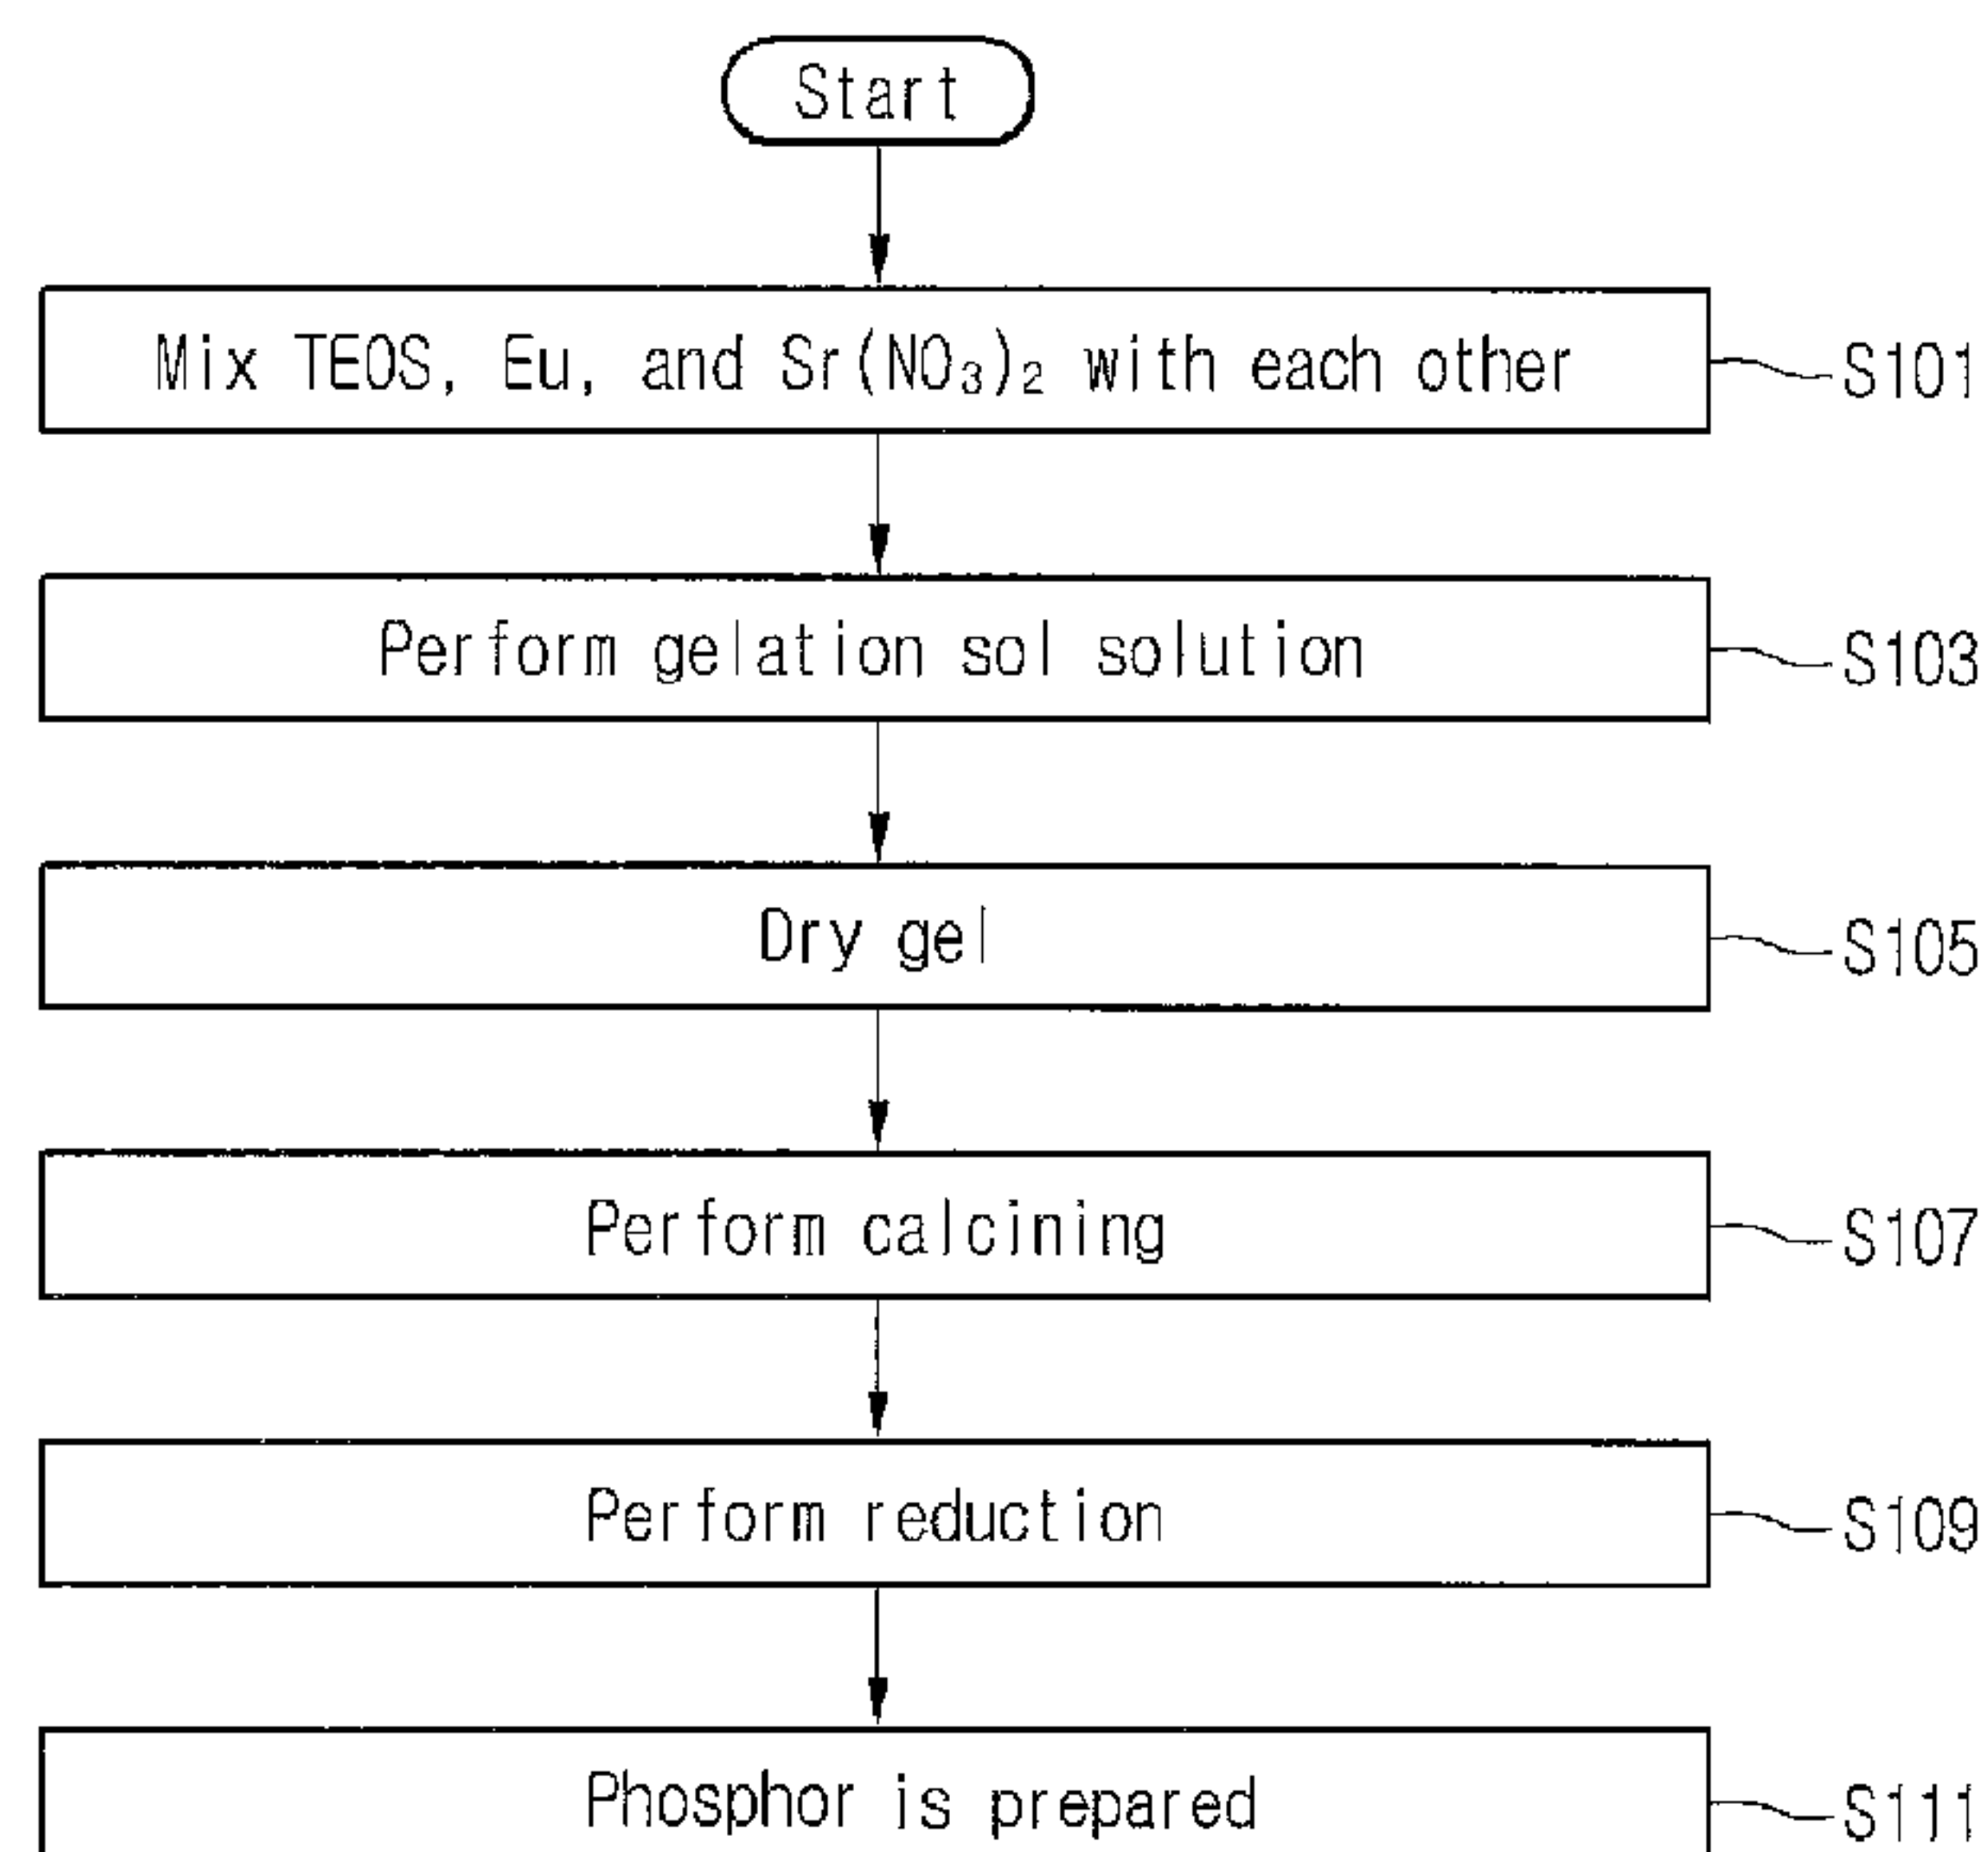 Start
Mix TEOS, Eu, and Sr(NO₃)₂ with each other
S101
Perform gelation sol solution
S103
Dry gel
S105
Perform calcining
S107
Perform reduction
S109
Phosphor is prepared
S111